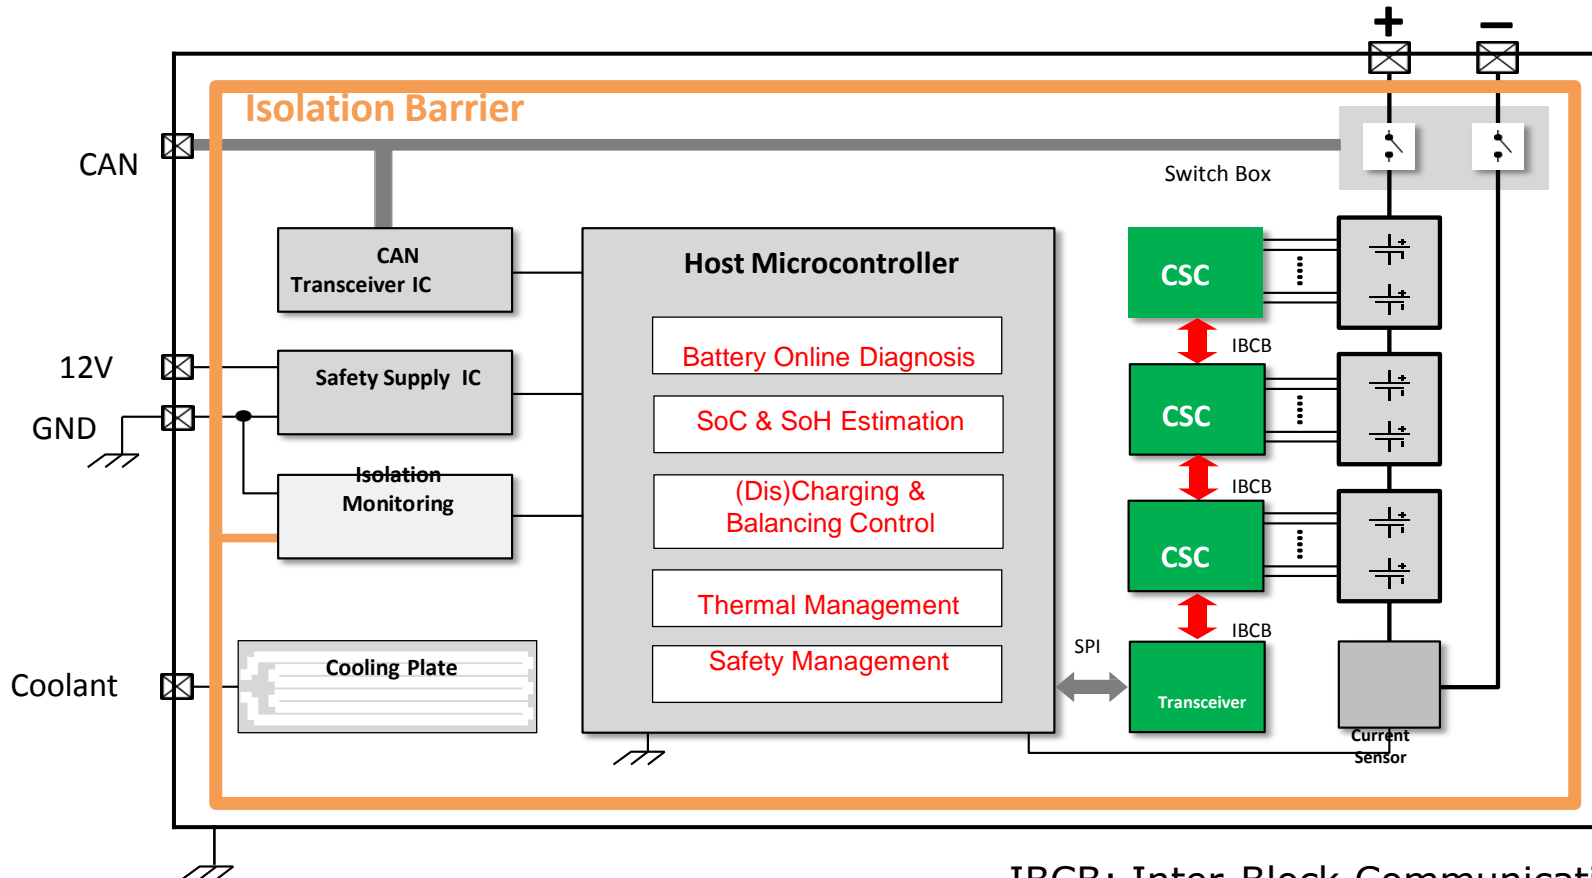 + −
Isolation Barrier
CAN
Switch Box
CAN
Transceiver IC
Host Microcontroller
CSC
Battery Online Diagnosis
IBCB
12V
Safety Supply IC
SoC & SoH Estimation
CSC
GND
Isolation
Monitoring
(Dis)Charging &
Balancing Control
IBCB
CSC
Thermal Management
IBCB
SPI
Cooling Plate
Safety Management
Coolant
Transceiver
Current
Sensor